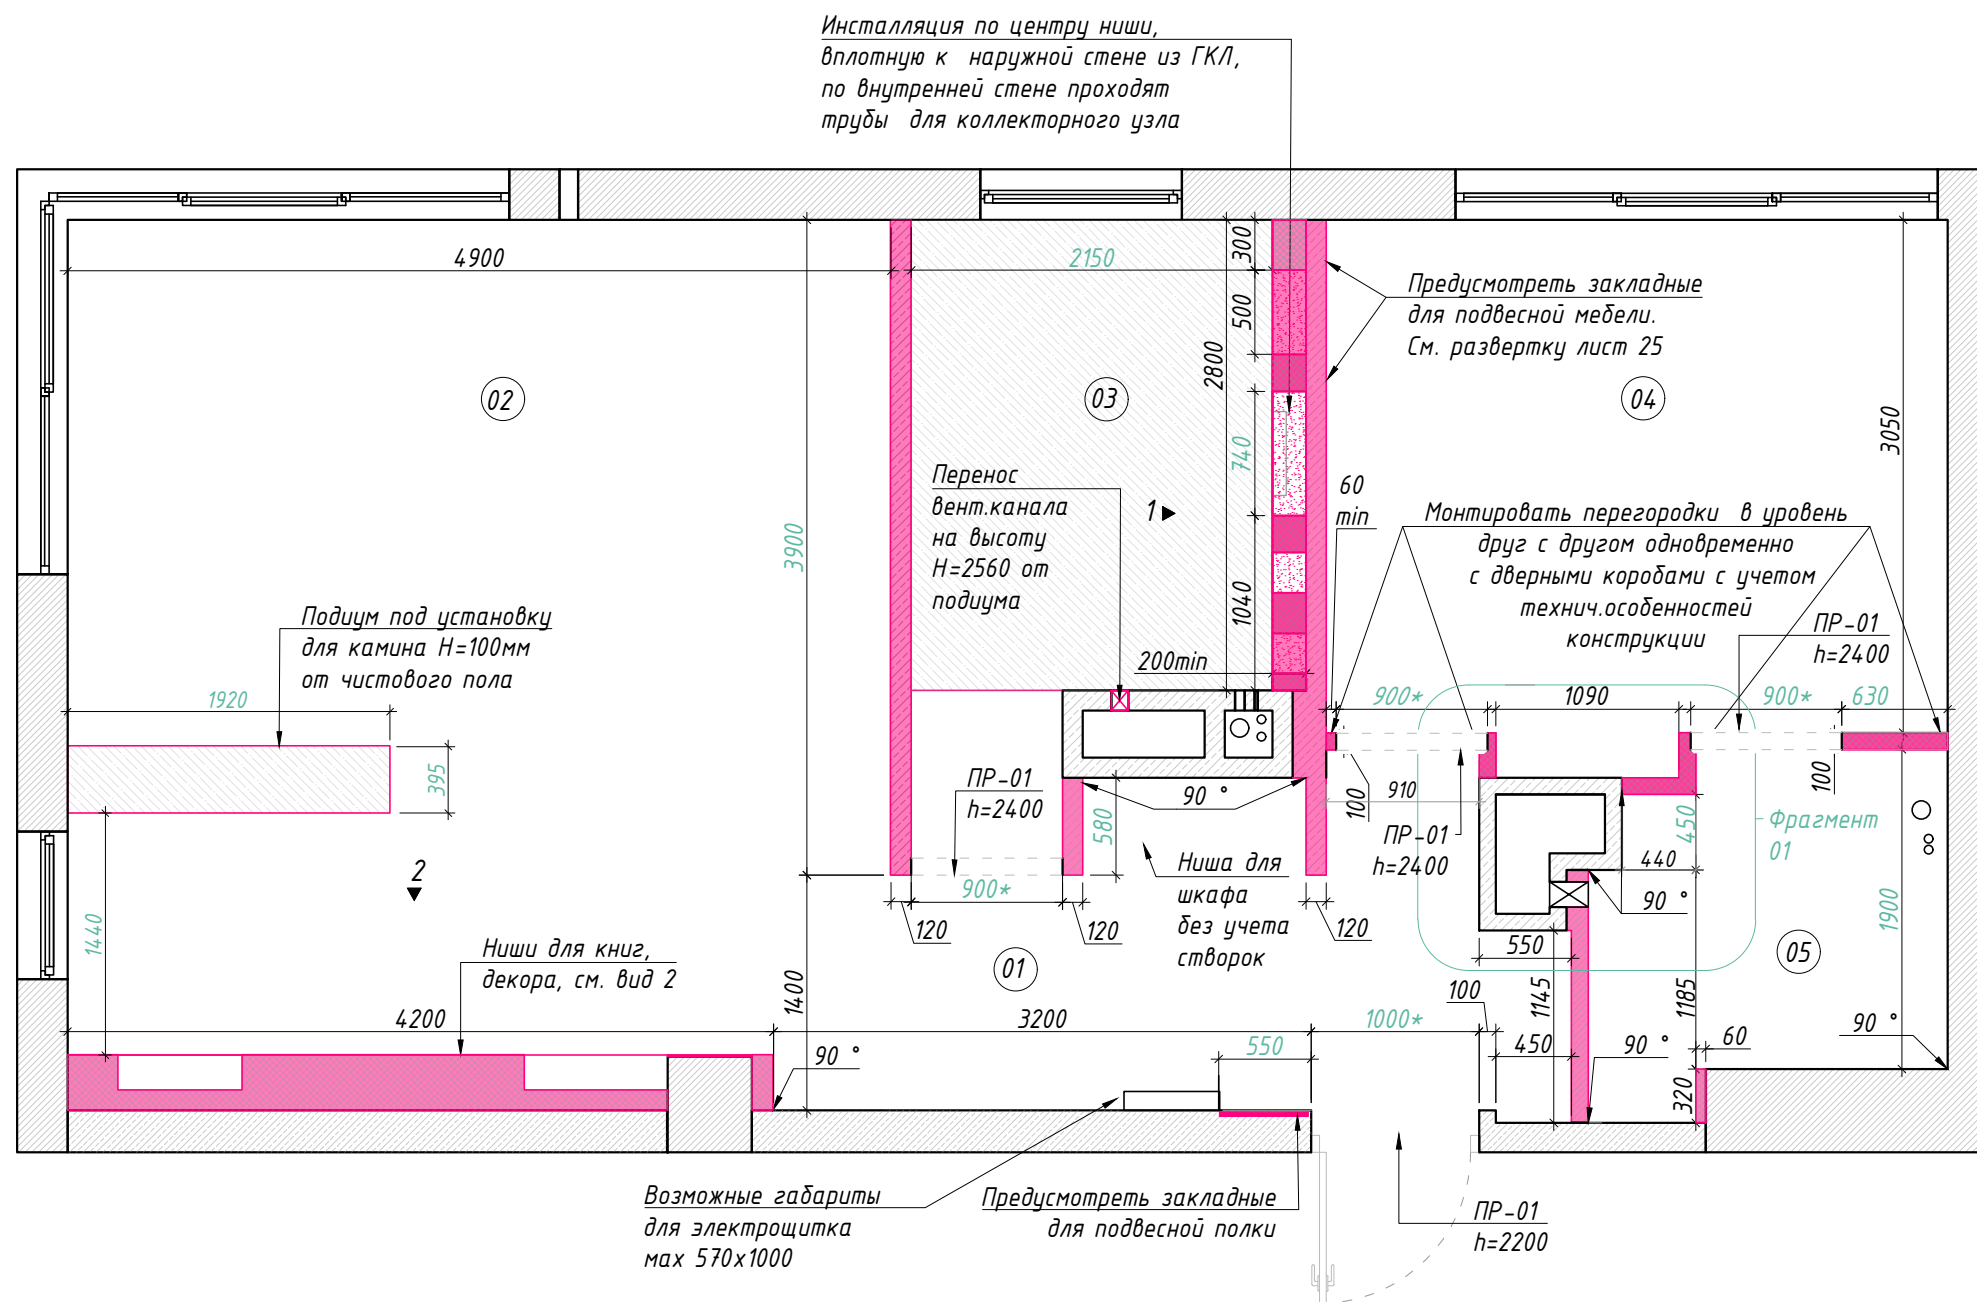 Инсталляция по центру ниши,
вплотную к наружной стене из ГКЛ,
по внутренней стене проходят
трубы для коллекторного узла
4900
2150
300
500
2800
740
1040
Предусмотреть закладные
для подвесной мебели.
См. развертку лист 25
02
03
04
3050
3900
Перенос
вент.канала
на высоту
Н=2560 от
подиума
1
60
min
Монтировать перегородки в уровень
друг с другом одновременно
с дверными коробами с учетом
технич.особенностей
конструкции
ПР-01
h=2400
Подиум под установку
для камина Н=100мм
от чистового пола
200min
1920
900*
1090
900*
630
395
ПР-01
h=2400
90 °
580
100
910
100
ПР-01
h=2400
450
Фрагмент
01
440
90 °
2
Ниша для
шкафа
без учета
створок
900*
120
120
120
1440
1900
Ниши для книг,
декора, см. вид 2
01
05
550
1400
100
1145
1185
4200
3200
1000*
550
450
90 °
90 °
60
90 °
320
Возможные габариты
для электрощитка
мах 570х1000
Предусмотреть закладные
для подвесной полки
ПР-01
h=2200